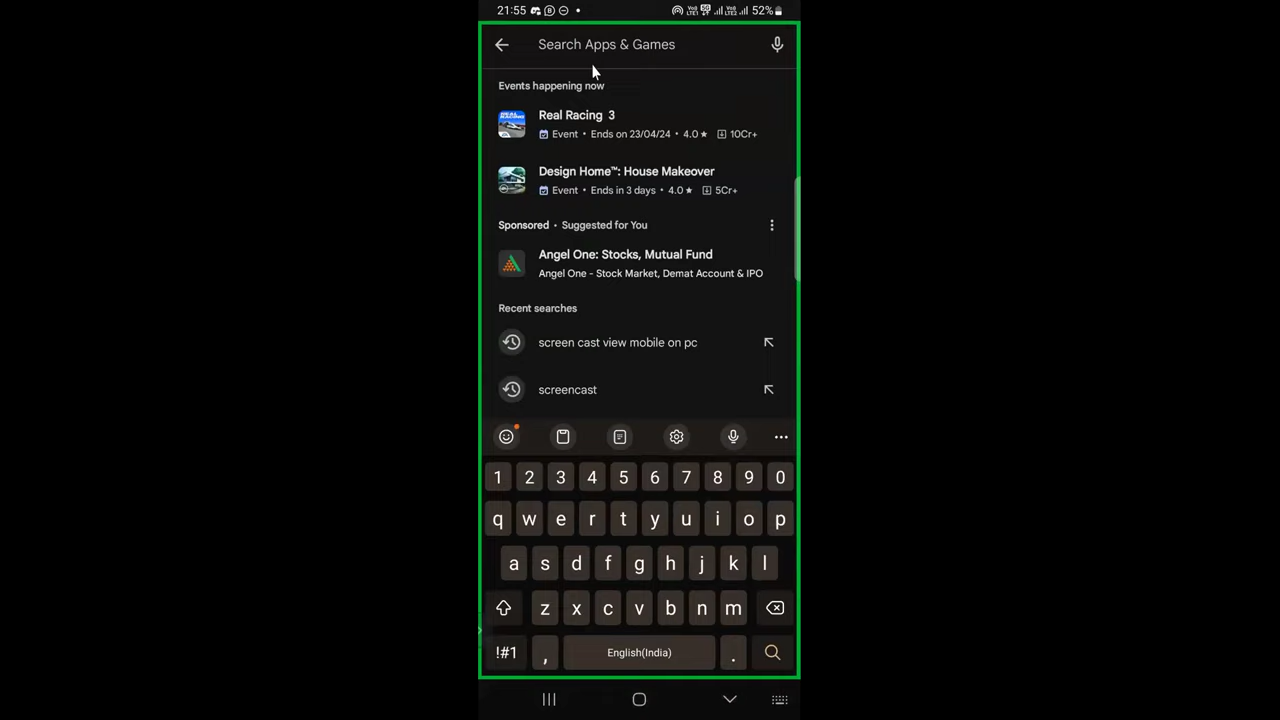 21:55
VoLTE1 5G VoLTE2 52%
Search Apps & Games
Events happening now
Real Racing 3
Event • Ends on 23/04/24 • 4.0★ 10Cr+
Design Home™: House Makeover
Event • Ends in 3 days • 4.0★ 5Cr+
Sponsored • Suggested for You
Angel One: Stocks, Mutual Fund
Angel One - Stock Market, Demat Account & IPO
Recent searches
screen cast view mobile on pc
screencast
1 2 3 4 5 6 7 8 9 0
q w e r t y u i o p
a s d f g h j k l
z x c v b n m
!#1 , English(India) .